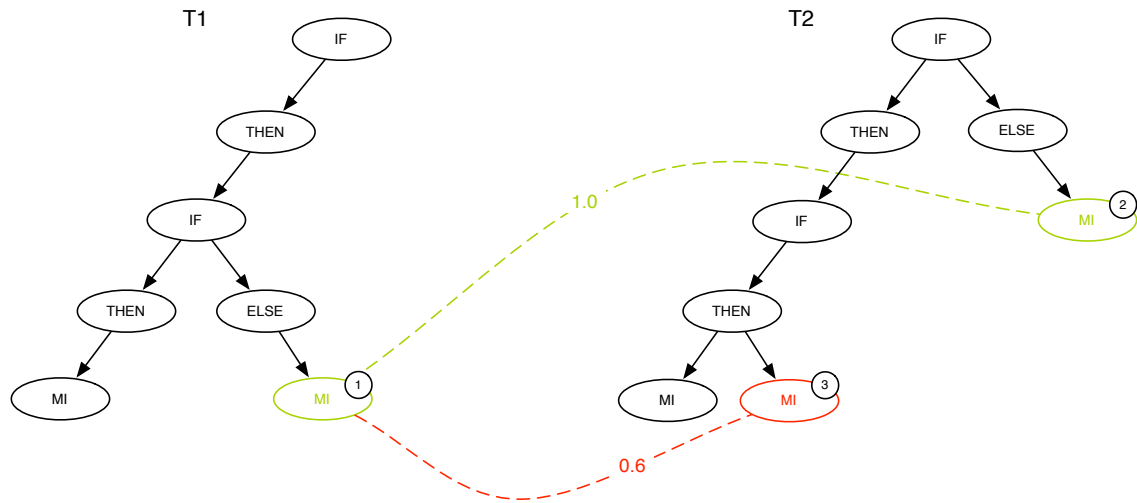 T1
IF
THEN
IF
THEN
ELSE
MI
MI
1
T2
IF
THEN
ELSE
IF
MI
2
THEN
MI
MI
3
1.0
0.6